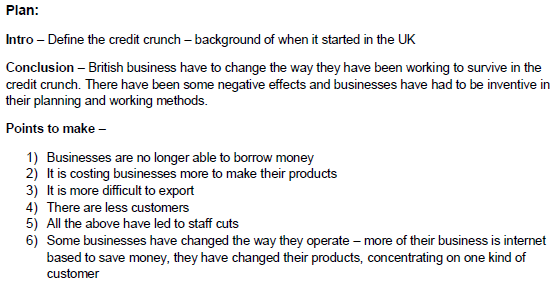 Plan:
Intro – Define the credit crunch – background of when it started in the UK
Conclusion – British business have to change the way they have been working to survive in the
credit crunch. There have been some negative effects and businesses have had to be inventive in
their planning and working methods.
Points to make –
1) Businesses are no longer able to borrow money
2) It is costing businesses more to make their products
3) It is more difficult to export
4) There are less customers
5) All the above have led to staff cuts
6) Some businesses have changed the way they operate – more of their business is internet
based to save money, they have changed their products, concentrating on one kind of
customer